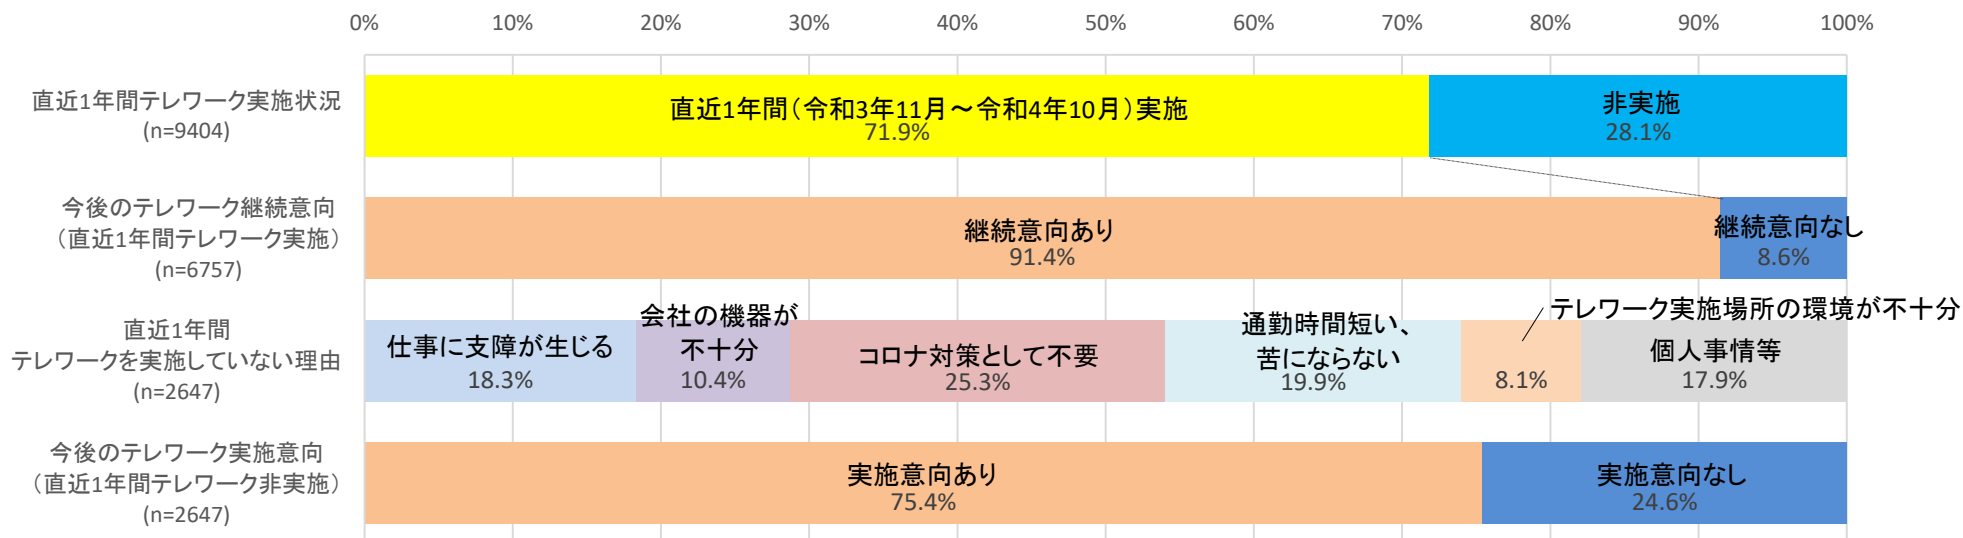 0% 10% 20% 30% 40% 50% 60% 70% 80% 90% 100%
直近1年間テレワーク実施状況
(n=9404)
直近1年間（令和3年11月～令和4年10月）実施
71.9%
非実施
28.1%
今後のテレワーク継続意向
（直近1年間テレワーク実施）
(n=6757)
継続意向あり
91.4%
継続意向なし
8.6%
直近1年間
テレワークを実施していない理由
(n=2647)
仕事に支障が生じる
18.3%
会社の機器が
不十分
10.4%
コロナ対策として不要
25.3%
通勤時間短い、
苦にならない
19.9%
テレワーク実施場所の環境が不十分
8.1%
個人事情等
17.9%
今後のテレワーク実施意向
（直近1年間テレワーク非実施）
(n=2647)
実施意向あり
75.4%
実施意向なし
24.6%